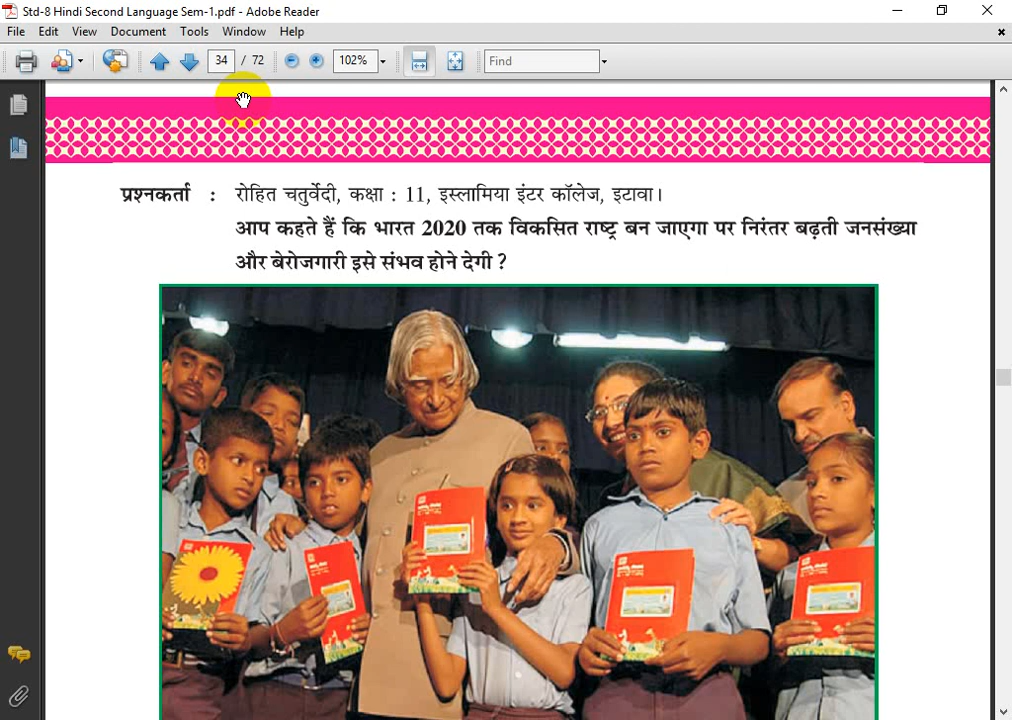 Std-8 Hindi Second Language Sem-1.pdf - Adobe Reader
File Edit View Document Tools Window Help
34 / 72 102% Find
प्रश्नकर्ता : रोहित चतुर्वेदी, कक्षा : 11, इस्लामिया इंटर कॉलेज, इटावा।
आप कहते हैं कि भारत 2020 तक विकसित राष्ट्र बन जाएगा पर निरंतर बढ़ती जनसंख्या
और बेरोजगारी इसे संभव होने देगी ?